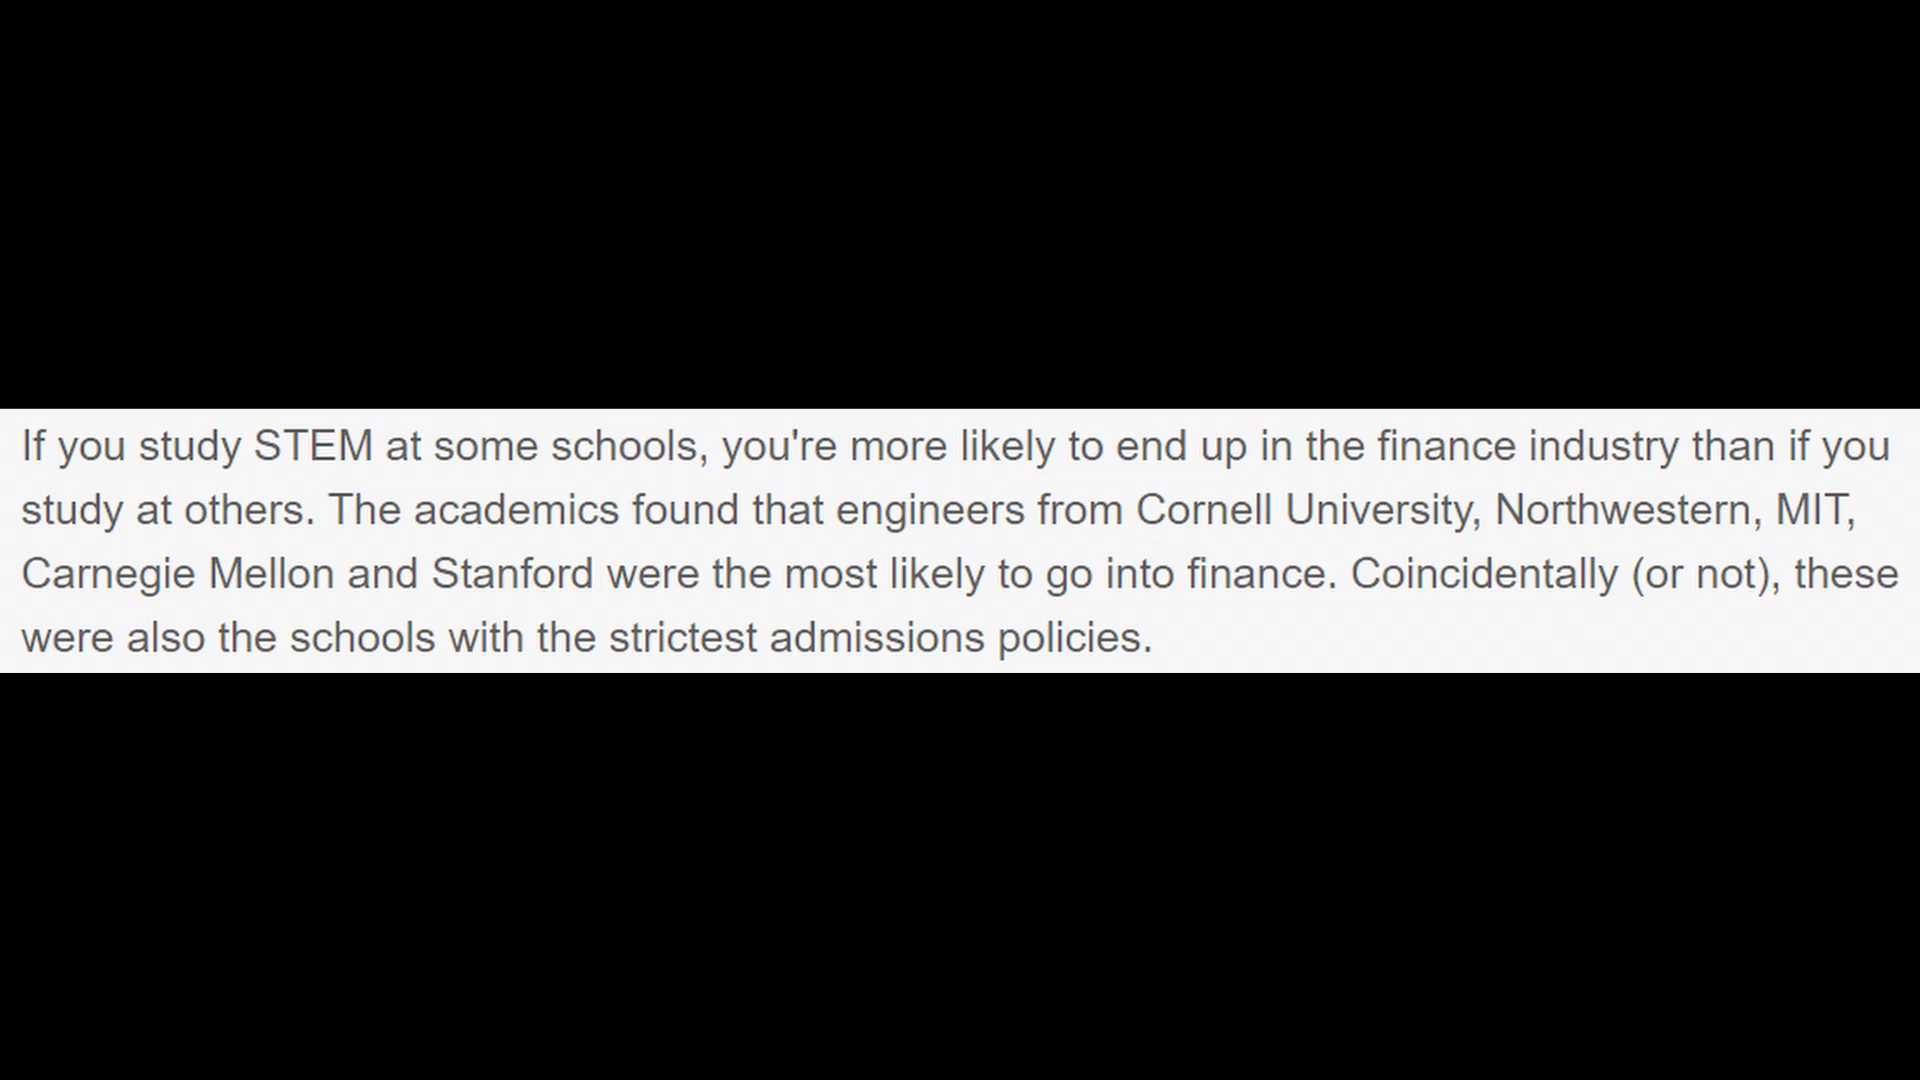 If you study STEM at some schools, you're more likely to end up in the finance industry than if you
study at others. The academics found that engineers from Cornell University, Northwestern, MIT,
Carnegie Mellon and Stanford were the most likely to go into finance. Coincidentally (or not), these
were also the schools with the strictest admissions policies.